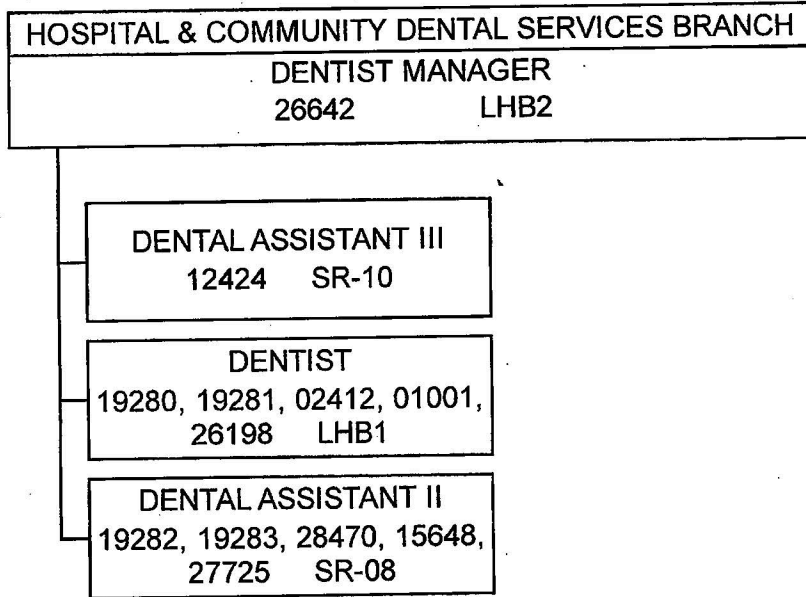 HOSPITAL & COMMUNITY DENTAL SERVICES BRANCH
DENTIST MANAGER
26642 LHB2
DENTAL ASSISTANT III
12424 SR-10
DENTIST
19280, 19281, 02412, 01001,
26198 LHB1
DENTAL ASSISTANT II
19282, 19283, 28470, 15648,
27725 SR-08